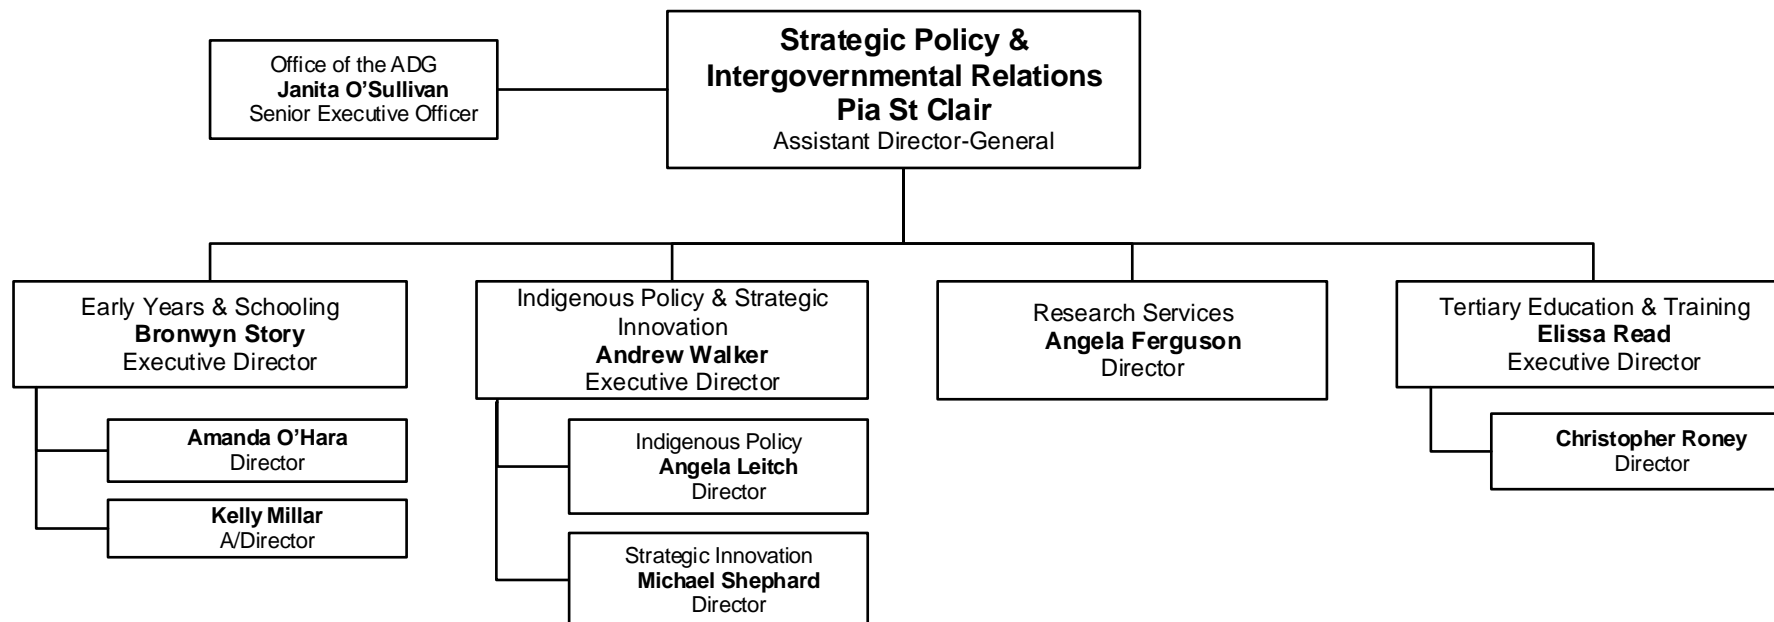 Office of the ADG
Janita O’Sullivan
Senior Executive Officer
Strategic Policy &
Intergovernmental Relations
Pia St Clair
Assistant Director-General
Early Years & Schooling
Bronwyn Story
Executive Director
Amanda O’Hara
Director
Kelly Millar
A/Director
Indigenous Policy & Strategic
Innovation
Andrew Walker
Executive Director
Indigenous Policy
Angela Leitch
Director
Strategic Innovation
Michael Shephard
Director
Research Services
Angela Ferguson
Director
Tertiary Education & Training
Elissa Read
Executive Director
Christopher Roney
Director